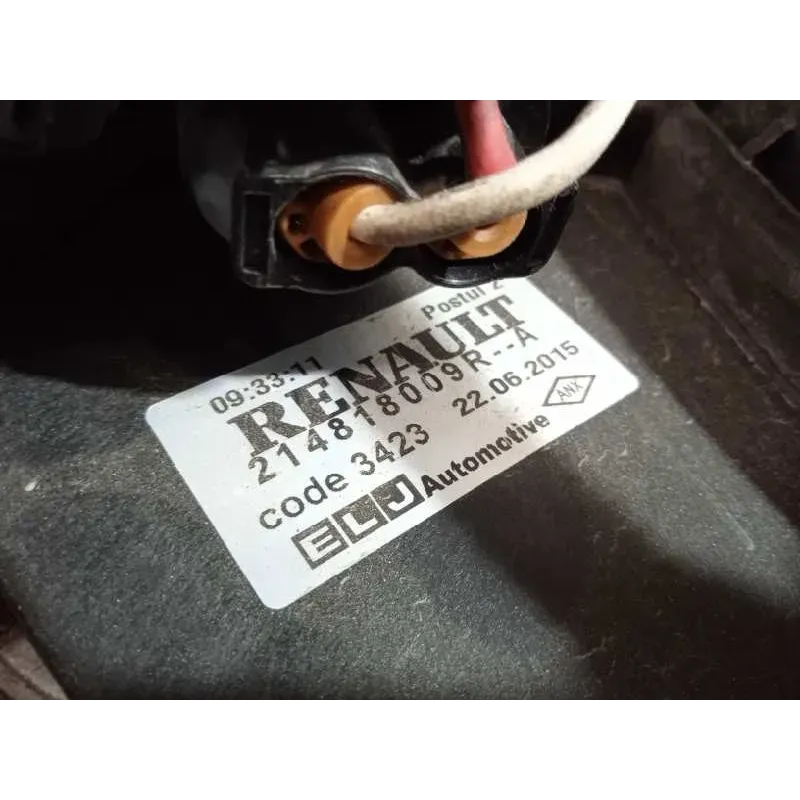 Postul 2
09:33:11
RENAULT
214818009R--A
code 3423 22.06.2015
ELJ Automotive
ANX